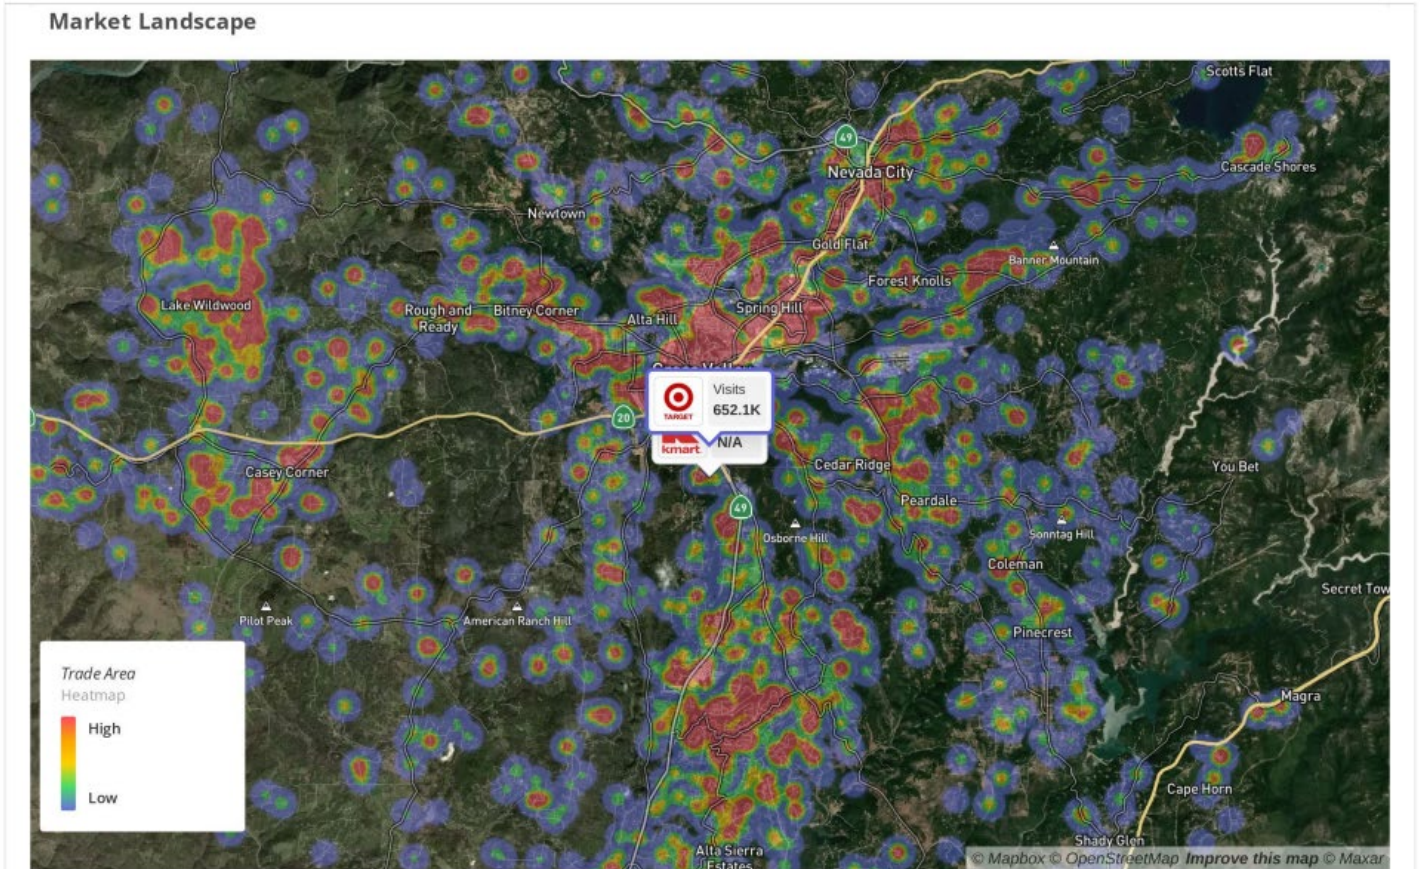 Market Landscape
Scotts Flat
49
Nevada City
Cascade Shores
Newtown
Gold Flat
Banner Mountain
Forest Knolls
Lake Wildwood
Rough and
Ready
Bitney Corner
Alta Hill
Spring Hill
TARGET
Visits
652.1K
20
kmart
N/A
Casey Corner
Cedar Ridge
You Bet
Peardale
49
Osborne Hill
Sonntag Hill
Coleman
Secret Tow
Pilot Peak
American Ranch Hill
Pinecrest
Trade Area
Heatmap
High
Low
Magra
Cape Horn
Shady Glen
Alta Sierra
Estates
© Mapbox © OpenStreetMap Improve this map © Maxar